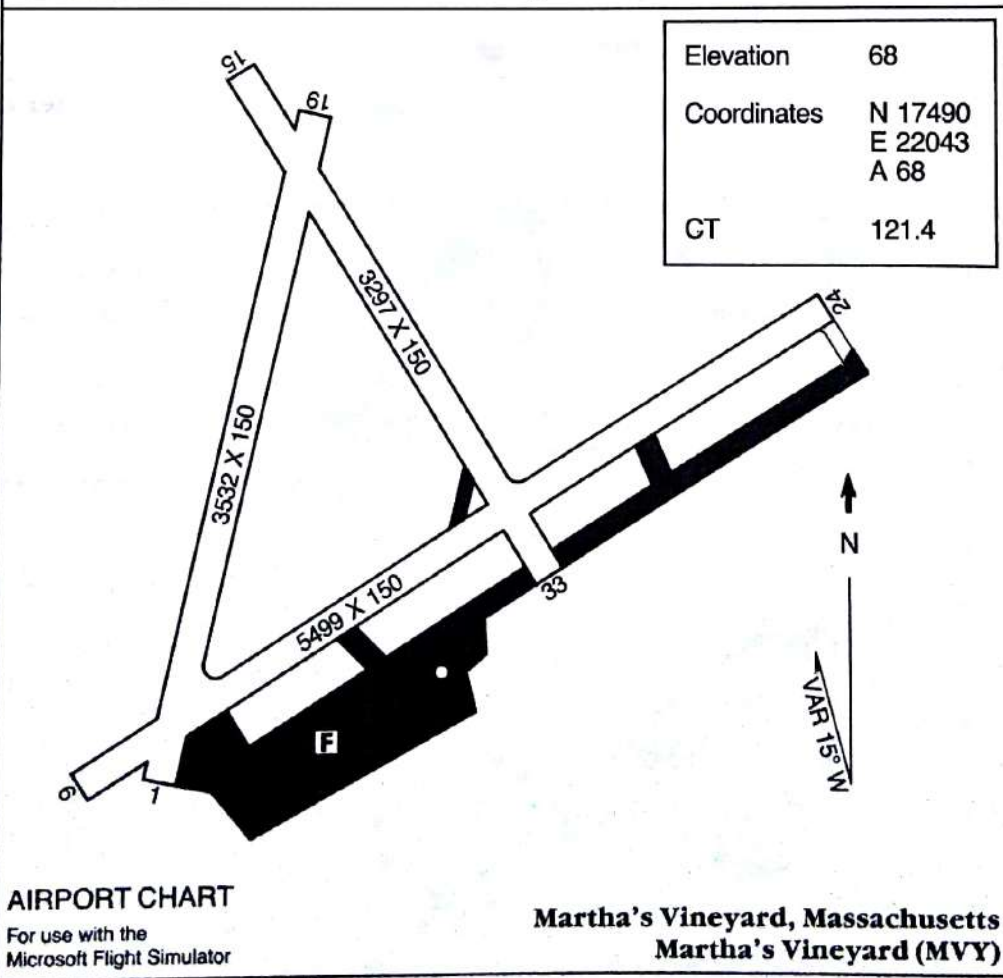 Elevation 68
Coordinates N 17490
E 22043
A 68
CT 121.4
15
19
3297 X 150
24
3532 X 150
N
5499 X 150
33
VAR 15° W
F
6
1
AIRPORT CHART
For use with the
Microsoft Flight Simulator
Martha's Vineyard, Massachusetts
Martha's Vineyard (MVY)